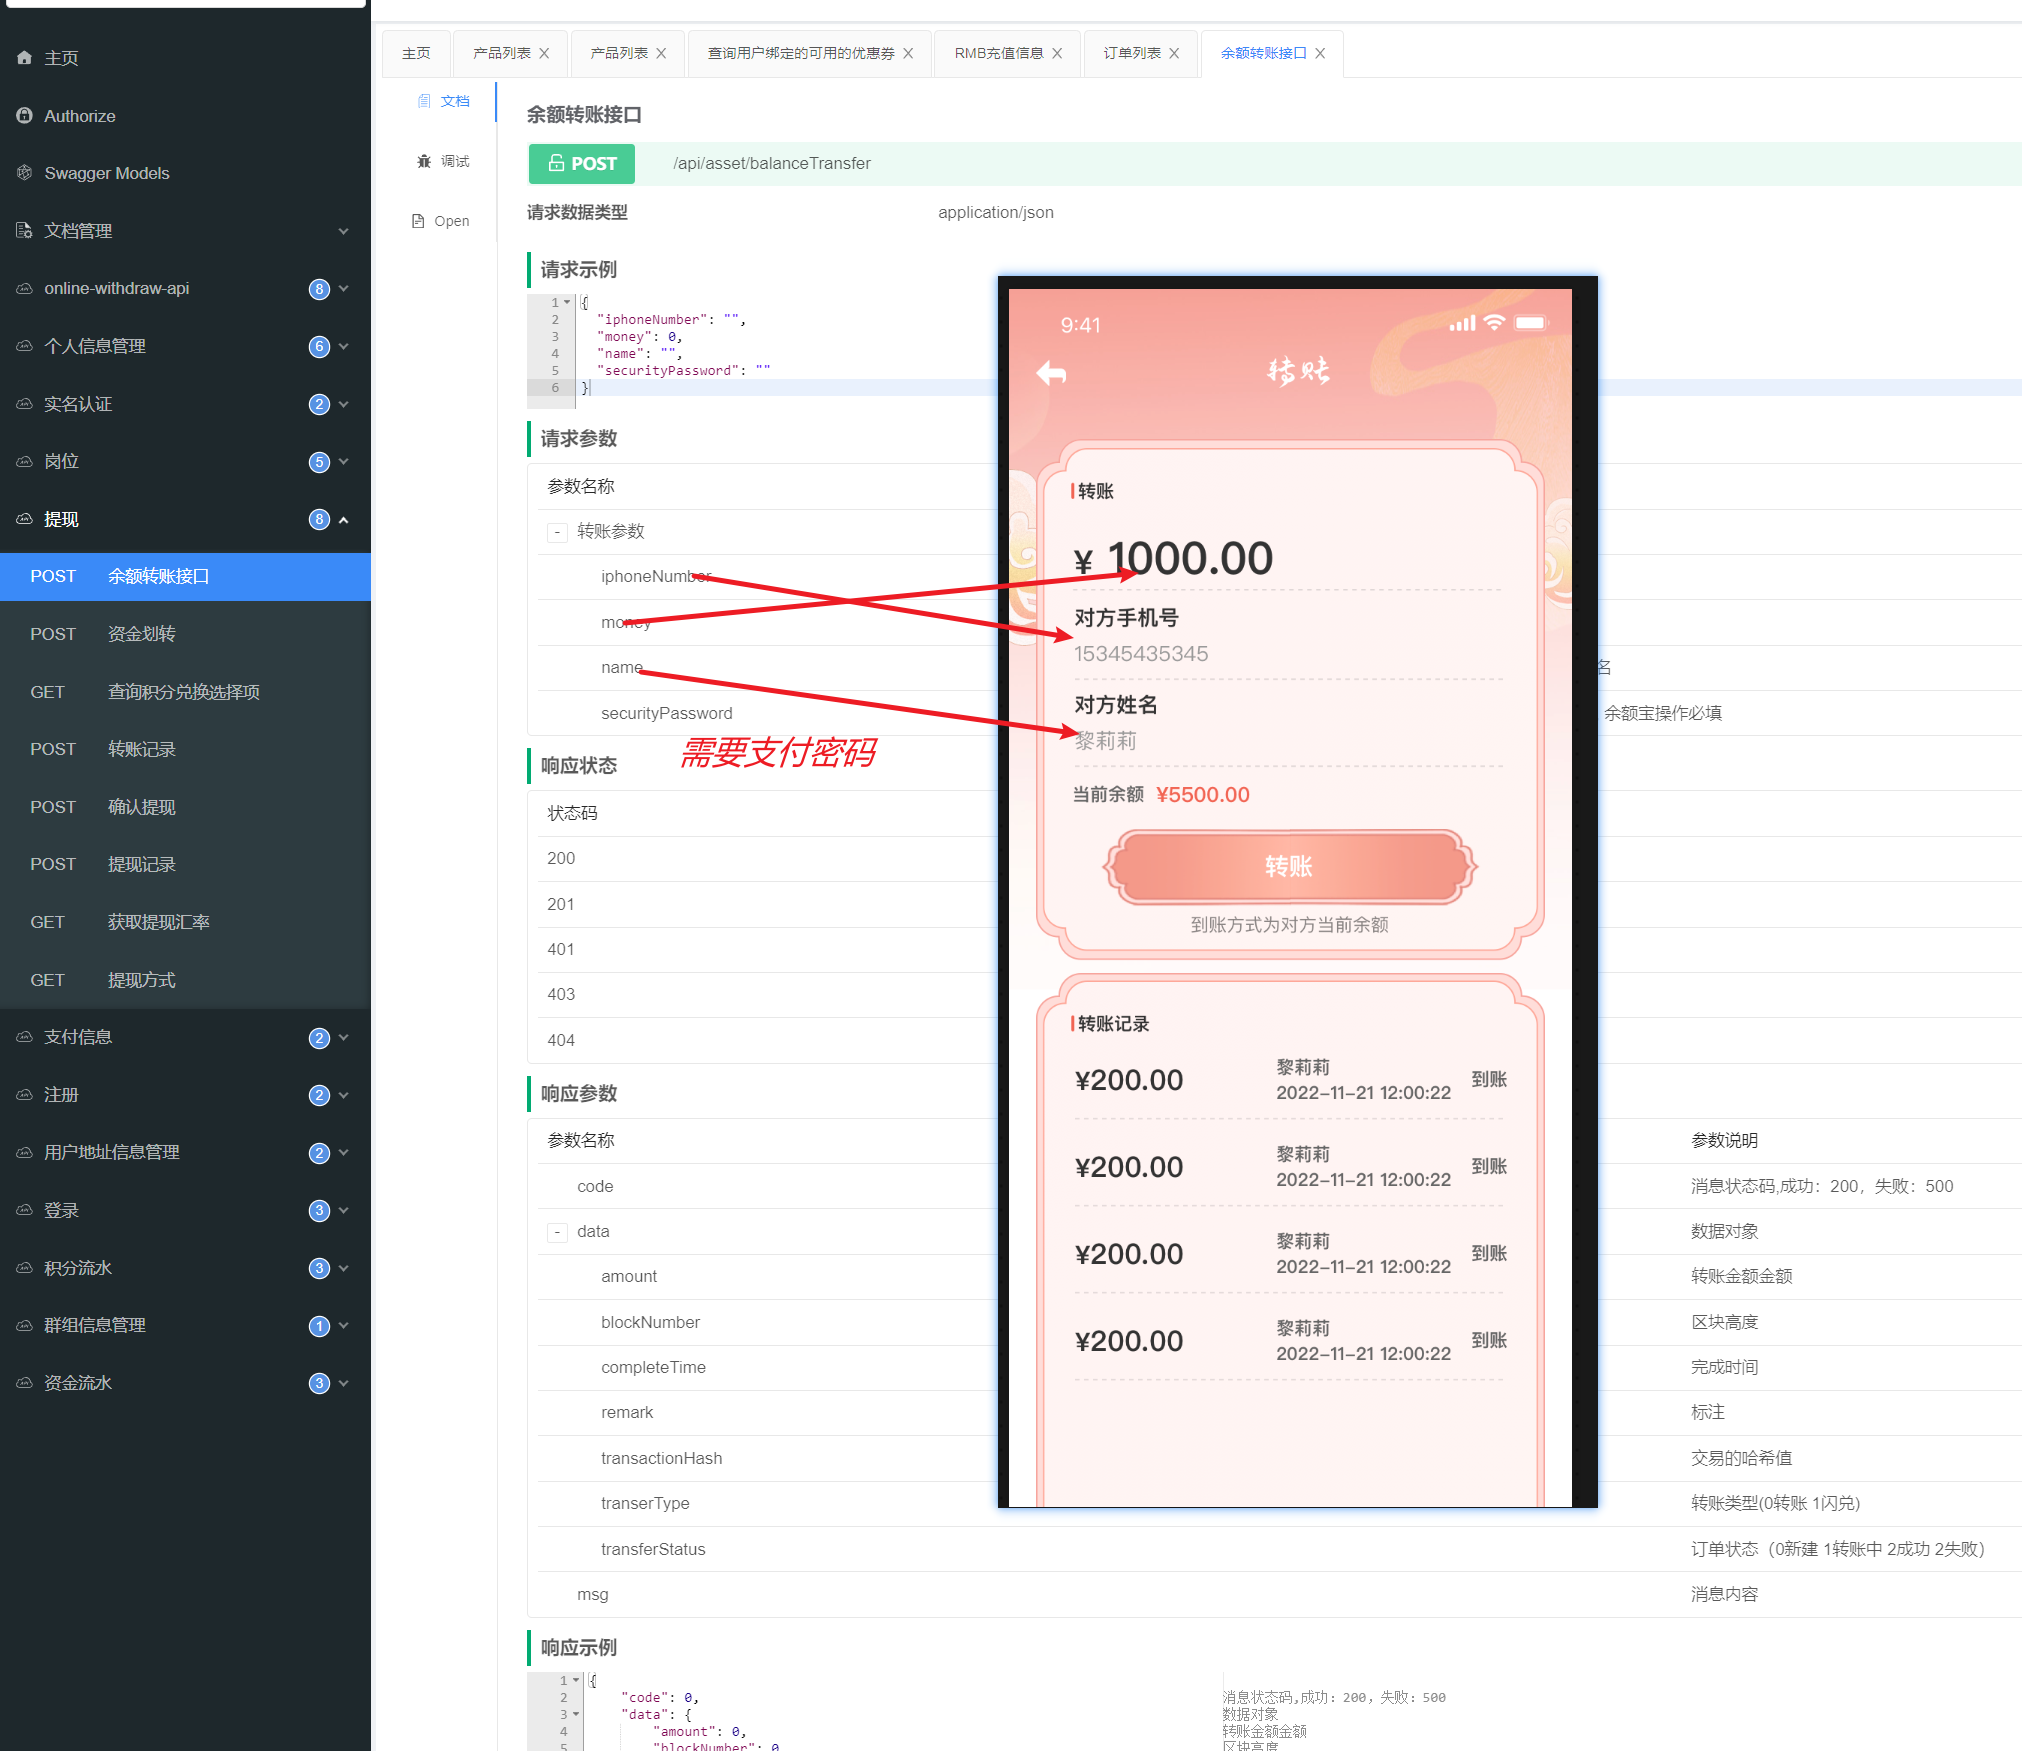 主页
Authorize
Swagger Models
文档管理
online-withdraw-api 8
个人信息管理 6
实名认证 2
岗位 5
提现 8
POST 余额转账接口
POST 资金划转
GET 查询积分兑换选择项
POST 转账记录
POST 确认提现
POST 提现记录
GET 获取提现汇率
GET 提现方式
支付信息 2
注册 2
用户地址信息管理 2
登录 3
积分流水 3
群组信息管理 1
资金流水 3
主页 产品列表 产品列表 查询用户绑定的可用的优惠券 RMB充值信息 订单列表 余额转账接口
文档
调试
Open
余额转账接口
POST /api/asset/balanceTransfer
请求数据类型 application/json
请求示例
1 {
2 "iphoneNumber": "",
3 "money": 0,
4 "name": "",
5 "securityPassword": ""
6 }
请求参数
参数名称
- 转账参数
iphoneNumber
money
name
名
securityPassword
余额宝操作必填
需要支付密码
响应状态
状态码
200
201
401
403
404
响应参数
参数名称 参数说明
code 消息状态码,成功：200，失败：500
- data 数据对象
amount 转账金额金额
blockNumber 区块高度
completeTime 完成时间
remark 标注
transactionHash 交易的哈希值
transerType 转账类型(0转账 1闪兑)
transferStatus 订单状态（0新建 1转账中 2成功 2失败）
msg 消息内容
响应示例
1 {
2 "code": 0, 消息状态码,成功：200，失败：500
3 "data": { 数据对象
4 "amount": 0, 转账金额金额
5 "blockNumber": 0 区块高度
9:41
转账
转账
¥ 1000.00
对方手机号
15345435345
对方姓名
黎莉莉
当前余额 ¥5500.00
转账
到账方式为对方当前余额
转账记录
¥200.00 黎莉莉 到账
2022-11-21 12:00:22
¥200.00 黎莉莉 到账
2022-11-21 12:00:22
¥200.00 黎莉莉 到账
2022-11-21 12:00:22
¥200.00 黎莉莉 到账
2022-11-21 12:00:22